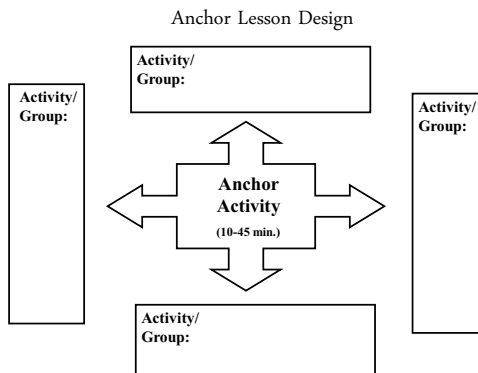 Anchor Lesson Design
Activity/
Group:
Activity/
Group:
Activity/
Group:
Anchor
Activity
(10-45 min.)
Activity/
Group: